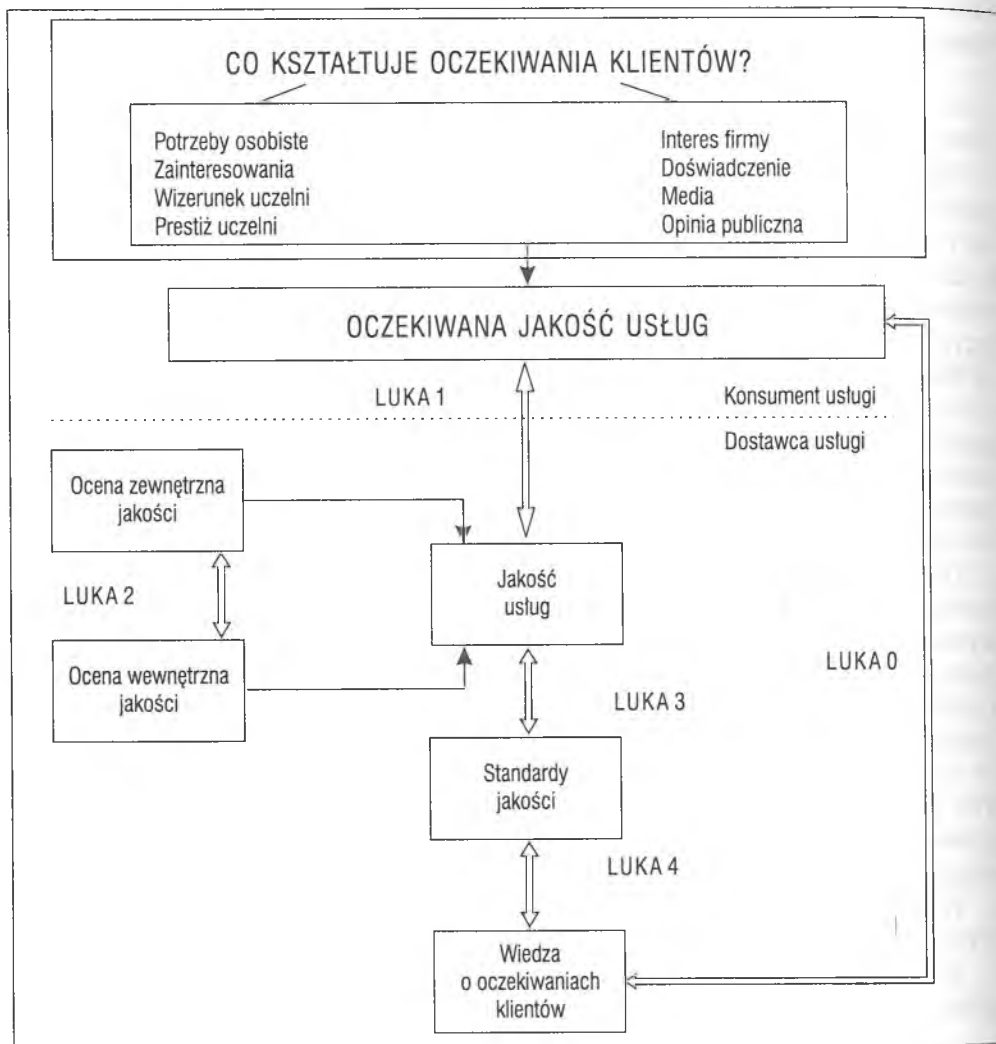 CO KSZTAŁTUJE OCZEKIWANIA KLIENTÓW?
Potrzeby osobiste
Zainteresowania
Wizerunek uczelni
Prestiż uczelni
Interes firmy
Doświadczenie
Media
Opinia publiczna
OCZEKIWANA JAKOŚĆ USŁUG
LUKA 1
Konsument usługi
Dostawca usługi
Ocena zewnętrzna
jakości
LUKA 2
Ocena wewnętrzna
jakości
Jakość
usług
LUKA 0
LUKA 3
Standardy
jakości
LUKA 4
Wiedza
o oczekiwaniach
klientów